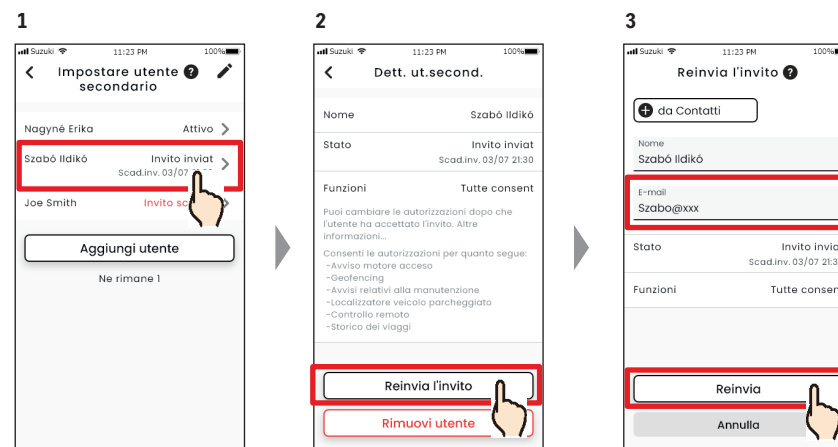 1
Suzuki 11:23 PM 100%
Impostare utente ?
secondario
Nagyné Erika Attivo
Szabó Ildikó Invito inviat
Scad.inv. 03/07
Joe Smith Invito
Aggiungi utente
Ne rimane 1
2
Suzuki 11:23 PM 100%
Dett. ut.second.
Nome Szabó Ildikó
Stato Invito inviat
Scad.inv. 03/07 21:30
Funzioni Tutte consent
Puoi cambiare le autorizzazioni dopo che
l'utente ha accettato l'invito. Altre
informazioni...
Consenti le autorizzazioni per quanto segue:
-Avviso motore acceso
-Geofencing
-Avvisi relativi alla manutenzione
-Localizzatore veicolo parcheggiato
-Controllo remoto
-Storico dei viaggi
Reinvia l'invito
Rimuovi utente
3
Suzuki 11:23 PM 100%
Reinvia l'invito ?
da Contatti
Nome
Szabó Ildikó
E-mail
Szabo@xxx
Stato Invito invia
Scad.inv. 03/07 21:3
Funzioni Tutte consen
Reinvia
Annulla